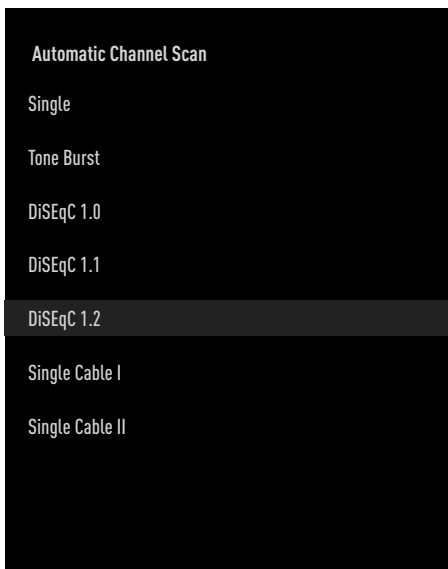 Automatic Channel Scan
Single
Tone Burst
DiSEqC 1.0
DiSEqC 1.1
DiSEqC 1.2
Single Cable I
Single Cable II